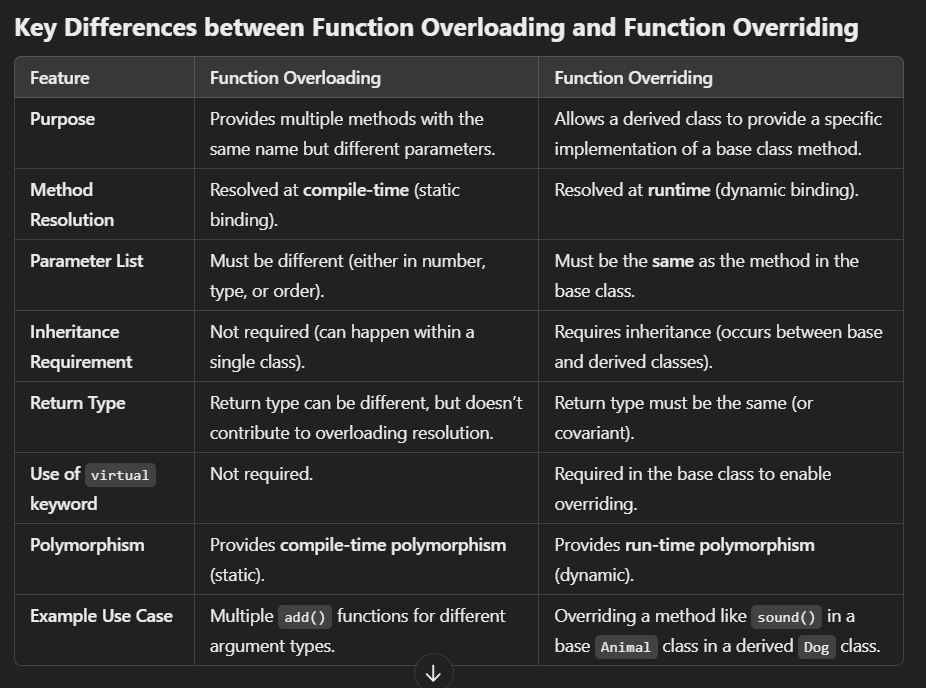 Key Differences between Function Overloading and Function Overriding
Feature
Function Overloading
Function Overriding
Purpose
Provides multiple methods with the
same name but different parameters.
Allows a derived class to provide a specific
implementation of a base class method.
Method
Resolution
Resolved at compile-time (static
binding).
Resolved at runtime (dynamic binding).
Parameter List
Must be different (either in number,
type, or order).
Must be the same as the method in the
base class.
Inheritance
Requirement
Not required (can happen within a
single class).
Requires inheritance (occurs between base
and derived classes).
Return Type
Return type can be different, but doesn’t
contribute to overloading resolution.
Return type must be the same (or
covariant).
Use of virtual
keyword
Not required.
Required in the base class to enable
overriding.
Polymorphism
Provides compile-time polymorphism
(static).
Provides run-time polymorphism
(dynamic).
Example Use Case
Multiple add() functions for different
argument types.
Overriding a method like sound() in a
base Animal class in a derived Dog class.